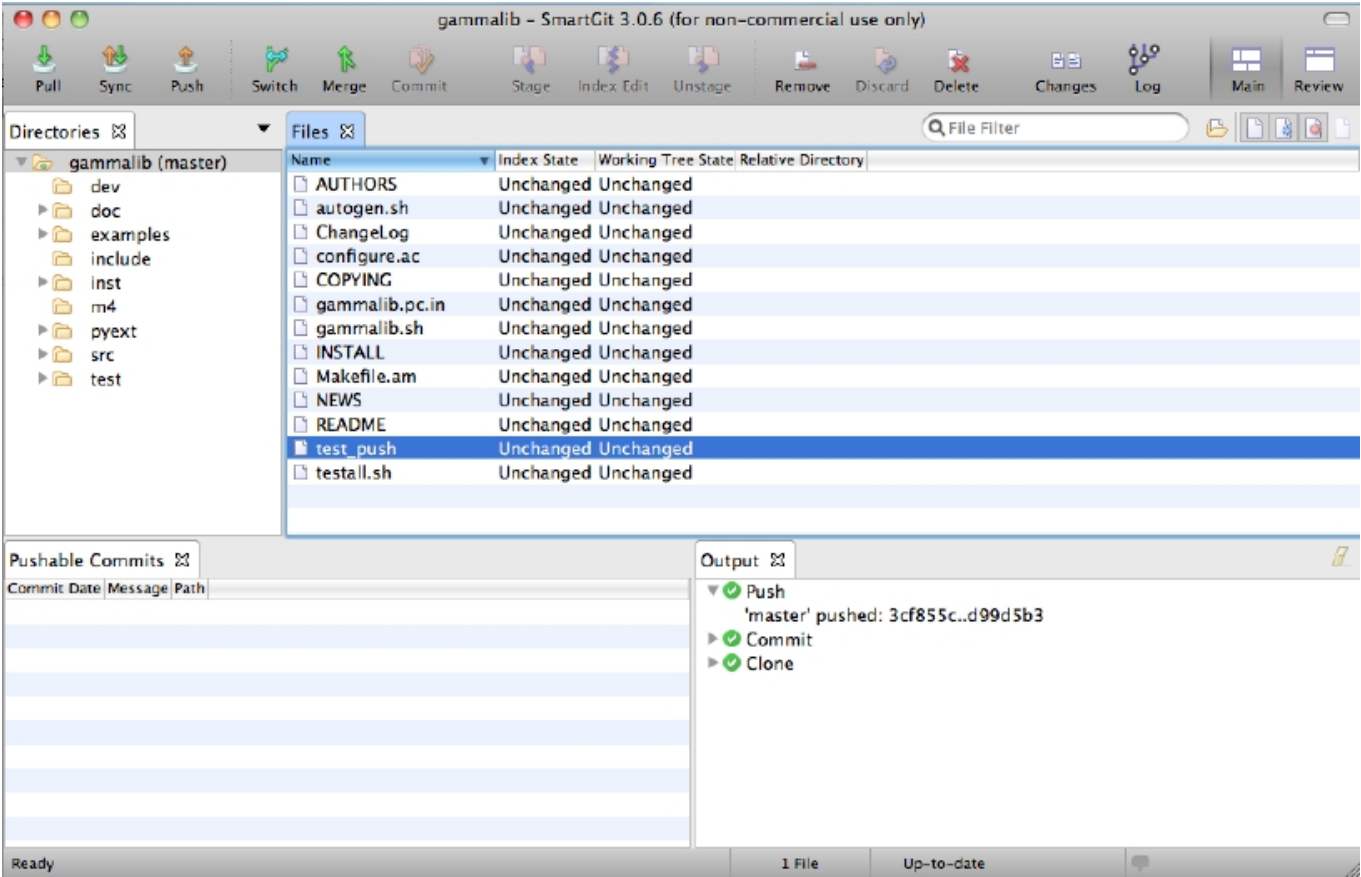 gammalib - SmartGit 3.0.6 (for non-commercial use only)
Pull Sync Push Switch Merge Commit Stage Index Edit Unstage Remove Discard Delete Changes Log Main Review
Directories
gammalib (master)
dev
doc
examples
include
inst
m4
pyext
src
test
Files File Filter
Name Index State Working Tree State Relative Directory
AUTHORS Unchanged Unchanged
autogen.sh Unchanged Unchanged
ChangeLog Unchanged Unchanged
configure.ac Unchanged Unchanged
COPYING Unchanged Unchanged
gammalib.pc.in Unchanged Unchanged
gammalib.sh Unchanged Unchanged
INSTALL Unchanged Unchanged
Makefile.am Unchanged Unchanged
NEWS Unchanged Unchanged
README Unchanged Unchanged
test_push Unchanged Unchanged
testall.sh Unchanged Unchanged
Pushable Commits
Commit Date Message Path
Output
Push
'master' pushed: 3cf855c..d99d5b3
Commit
Clone
Ready 1 File Up-to-date